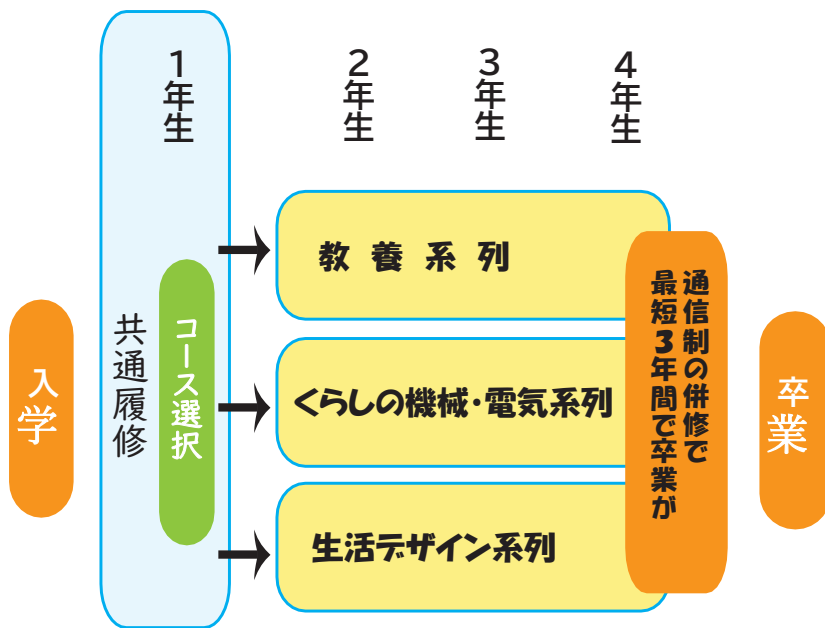 入学
1年生
共通履修
コース選択
2年生
3年生
4年生
教養系列
くらしの機械・電気系列
生活デザイン系列
通信制の併修で
最短3年間で卒業が
卒業